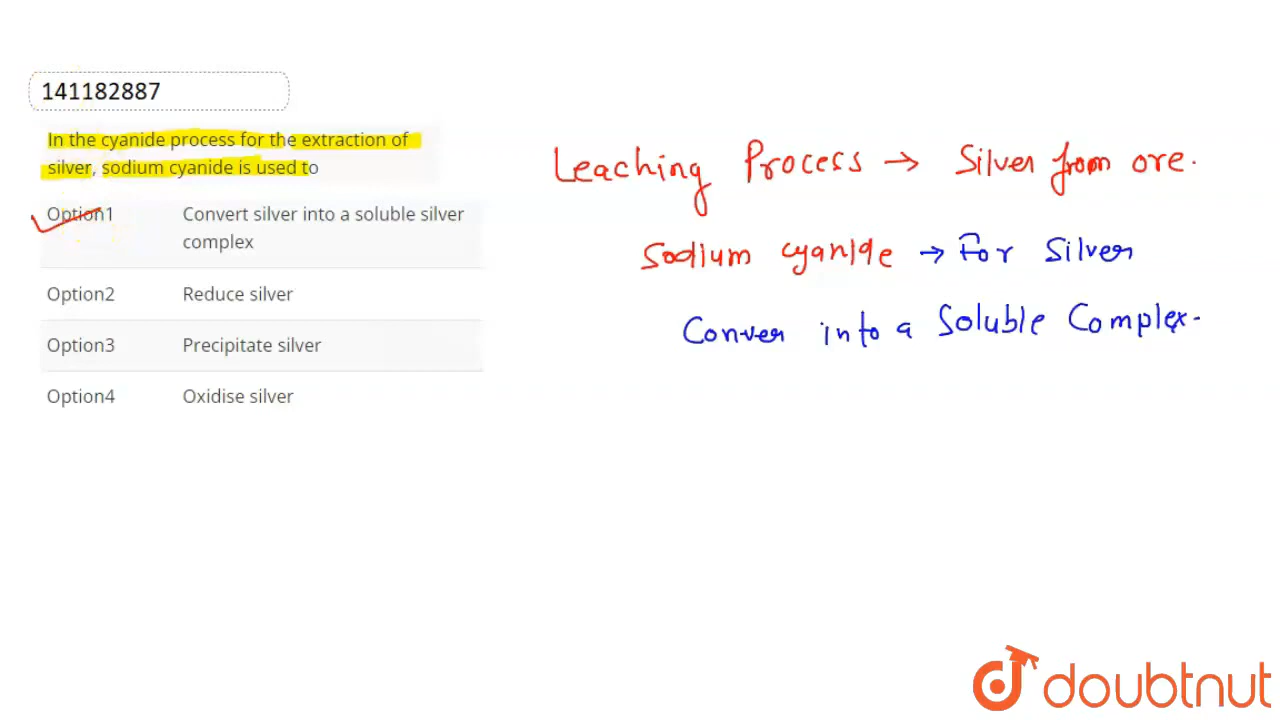 141182887
In the cyanide process for the extraction of
silver, sodium cyanide is used to
Option1 Convert silver into a soluble silver
complex
Option2 Reduce silver
Option3 Precipitate silver
Option4 Oxidise silver
Leaching Process → Silver from ore.
Sodium cyanide → For Silver
Conver into a Soluble Complex.
doubtnut